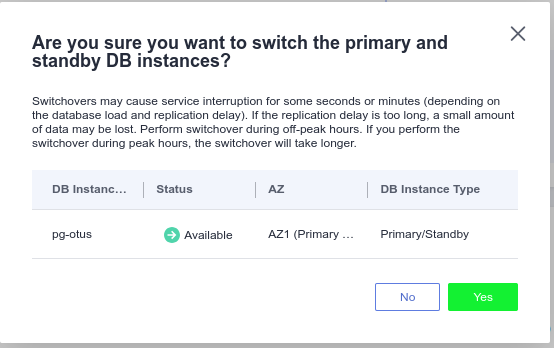 Are you sure you want to switch the primary and
standby DB instances?
Switchovers may cause service interruption for some seconds or minutes (depending on
the database load and replication delay). If the replication delay is too long, a small amount
of data may be lost. Perform switchover during off-peak hours. If you perform the
switchover during peak hours, the switchover will take longer.
DB Instanc... Status AZ DB Instance Type
pg-otus Available AZ1 (Primary ... Primary/Standby
No Yes